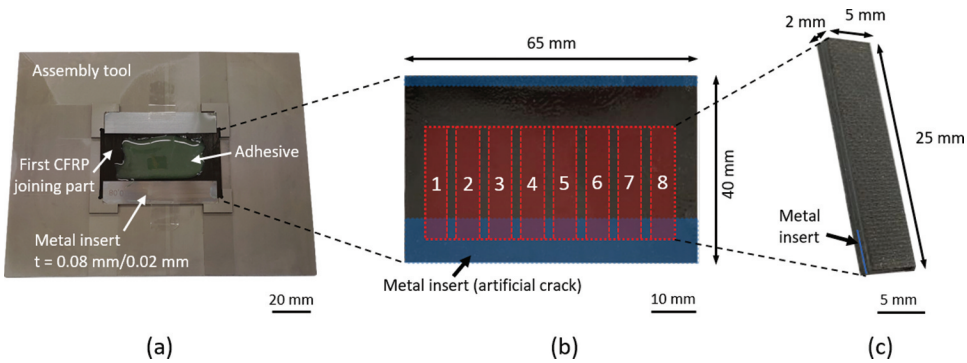 Assembly tool
Adhesive
First CFRP
joining part
Metal insert
t = 0.08 mm/0.02 mm
20 mm
(a)
65 mm
40 mm
1 2 3 4 5 6 7 8
Metal insert (artificial crack)
10 mm
(b)
2 mm
5 mm
25 mm
Metal
insert
5 mm
(c)